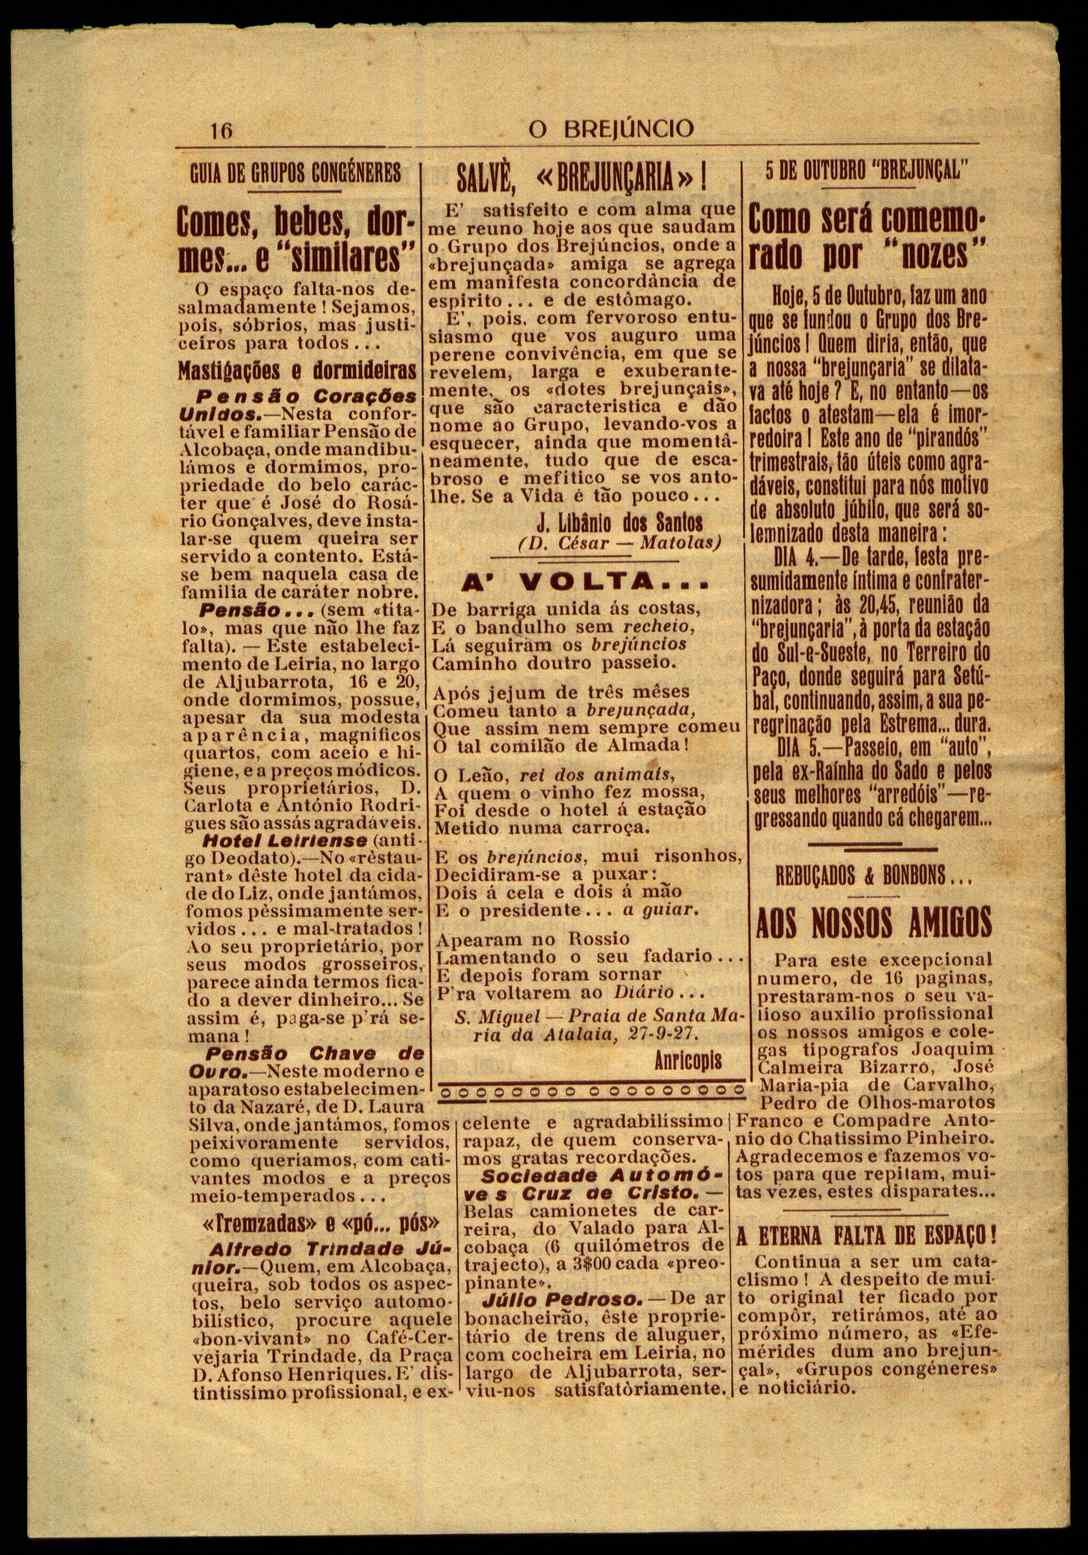 16
O BREJÚNCIO
GUIA DE GRUPOS CONGÉNERES
Comes, bebes, dor-
mes... e "similares"
O espaço falta-nos de-
salmadamente ! Sejamos,
pois, sóbrios, mas justi-
ceiros para todos ...
Mastigações e dormideiras
Pensão Corações
Unidos.—Nesta confor-
tável e familiar Pensão de
Alcobaça, onde mandibu-
lámos e dormimos, pro-
priedade do belo carác-
ter que é José do Rosá-
rio Gonçalves, deve insta-
lar-se quem queira ser
servido a contento. Está-
se bem naquela casa de
familia de caráter nobre.
Pensão... (sem «tita-
lo», mas que não lhe faz
falta). — Este estabeleci-
mento de Leiria, no largo
de Aljubarrota, 16 e 20,
onde dormimos, possue,
apesar da sua modesta
aparência, magnificos
quartos, com aceio e hi-
giene, e a preços módicos.
Seus proprietários, D.
Carlota e António Rodri-
gues são assás agradáveis.
Hotel Leiriense (anti-
go Deodato).—No «rèstau-
rant» dêste hotel da cida-
de do Liz, onde jantámos,
fomos pèssimamente ser-
vidos ... e mal-tratados !
Ao seu proprietário, por
seus modos grosseiros,
parece ainda termos fica-
do a dever dinheiro... Se
assim é, paga-se p'rá se-
mana !
Pensão Chave de
Ouro.—Neste moderno e
aparatoso estabelecimen-
to da Nazaré, de D. Laura
Silva, onde jantámos, fomos
peixivoramente servidos,
como queriamos, com cati-
vantes modos e a preços
meio-temperados ...
«Tremzadas» e «pó... pós»
Alfredo Trindade Jú-
nior.—Quem, em Alcobaça,
queira, sob todos os aspec-
tos, belo serviço automo-
bilístico, procure aquele
«bon-vivant» no Café-Cer-
vejaria Trindade, da Praça
D. Afonso Henriques. E' dis-
tintissimo profissional, e ex-
celente e agradabilíssimo
rapaz, de quem conserva-
mos gratas recordações.
Sociedade Automó-
ve s Cruz de Cristo.—
Belas camionetes de car-
reira, do Valado para Al-
cobaça (6 quilómetros de
trajecto), a 3$00 cada «preo-
pinante».
Júlio Pedroso.—De ar
bonacheirão, êste proprie-
tário de trens de aluguer,
com cocheira em Leiria, no
largo de Aljubarrota, ser-
viu-nos satisfatòriamente.
SALVÈ, «BREJUNÇARIA» !
E' satisfeito e com alma que
me reuno hoje aos que saudam
o Grupo dos Brejúncios, onde a
«brejunçada» amiga se agrega
em manifesta concordância de
espirito ... e de estômago.
E', pois, com fervoroso entu-
siasmo que vos auguro uma
perene convivência, em que se
revelem, larga e exuberante-
mente, os «dotes brejunçais»,
que são caracteristica e dão
nome ao Grupo, levando-vos a
esquecer, ainda que momentâ-
neamente, tudo que de esca-
broso e mefitico se vos anto-
lhe. Se a Vida é tão pouco ...
J. Libânio dos Santos
(D. César — Matolas)
A' VOLTA...
De barriga unida ás costas,
E o bandulho sem recheio,
Lá seguiram os brejúncios
Caminho doutro passeio.
Após jejum de três mêses
Comeu tanto a brejunçada,
Que assim nem sempre comeu
O tal comilão de Almada !
O Leão, rei dos animais,
A quem o vinho fez mossa,
Foi desde o hotel á estação
Metido numa carroça.
E os brejúncios, mui risonhos,
Decidiram-se a puxar:
Dois á cela e dois á mão
E o presidente ... a guiar.
Apearam no Rossio
Lamentando o seu fadario ...
E depois foram sornar
P'ra voltarem ao Diário ...
S. Miguel — Praia de Santa Ma-
ria da Atalaia, 27-9-27.
Anricopis
5 DE OUTUBRO "BREJUNÇAL"
Como será comemo-
rado por "nozes"
Hoje, 5 de Outubro, faz um ano
que se fundou o Grupo dos Bre-
júncios ! Quem diria, então, que
a nossa "brejunçaria" se dilata-
va até hoje ? E, no entanto—os
factos o atestam—ela é imor-
redoira ! Este ano de "pirandós"
trimestrais, tão úteis como agra-
dáveis, constitui para nós motivo
de absoluto júbilo, que será so-
lemnizado desta maneira :
DIA 4.—De tarde, festa pre-
sumidamente íntima e confrater-
nizadora ; às 20,45, reunião da
"brejunçaria", à porta da estação
do Sul-e-Sueste, no Terreiro do
Paço, donde seguirá para Setú-
bal, continuando, assim, a sua pe-
regrinação pela Estrema... dura.
DIA 5.—Passeio, em "auto",
pela ex-Raínha do Sado e pelos
seus melhores "arredóis"—re-
gressando quando cá chegarem...
REBUÇADOS & BONBONS ...
AOS NOSSOS AMIGOS
Para este excepcional
numero, de 16 paginas,
prestaram-nos o seu va-
lioso auxilio profissional
os nossos amigos e cole-
gas tipografos Joaquim
Calmeira Bizarro, José
Maria-pia de Carvalho,
Pedro de Olhos-marotos
Franco e Compadre Anto-
nio do Chatissimo Pinheiro.
Agradecemos e fazemos vo-
tos para que repitam, mui-
tas vezes, estes disparates...
A ETERNA FALTA DE ESPAÇO !
Continua a ser um cata-
clismo ! A despeito de mui-
to original ter ficado por
compôr, retirámos, até ao
próximo número, as «Efe-
mérides dum ano brejun-
çal», «Grupos congéneres»
e noticiário.